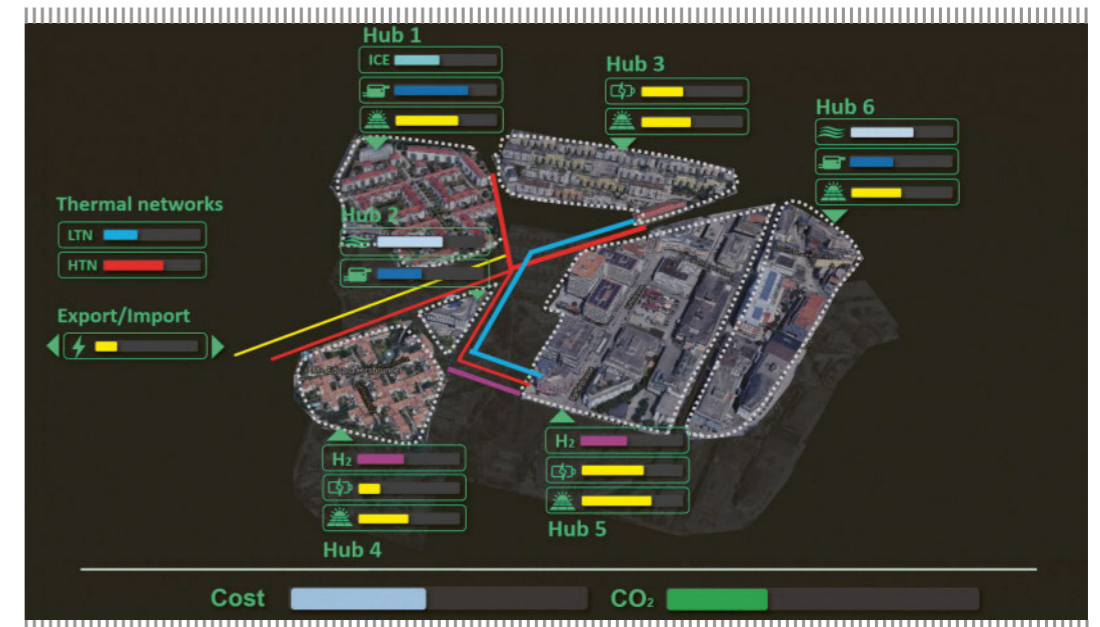 Hub 1
ICE
Hub 3
Hub 6
Thermal networks
LTN
HTN
Hub 2
Export/Import
H₂
Hub 4
H₂
Hub 5
Cost
CO₂